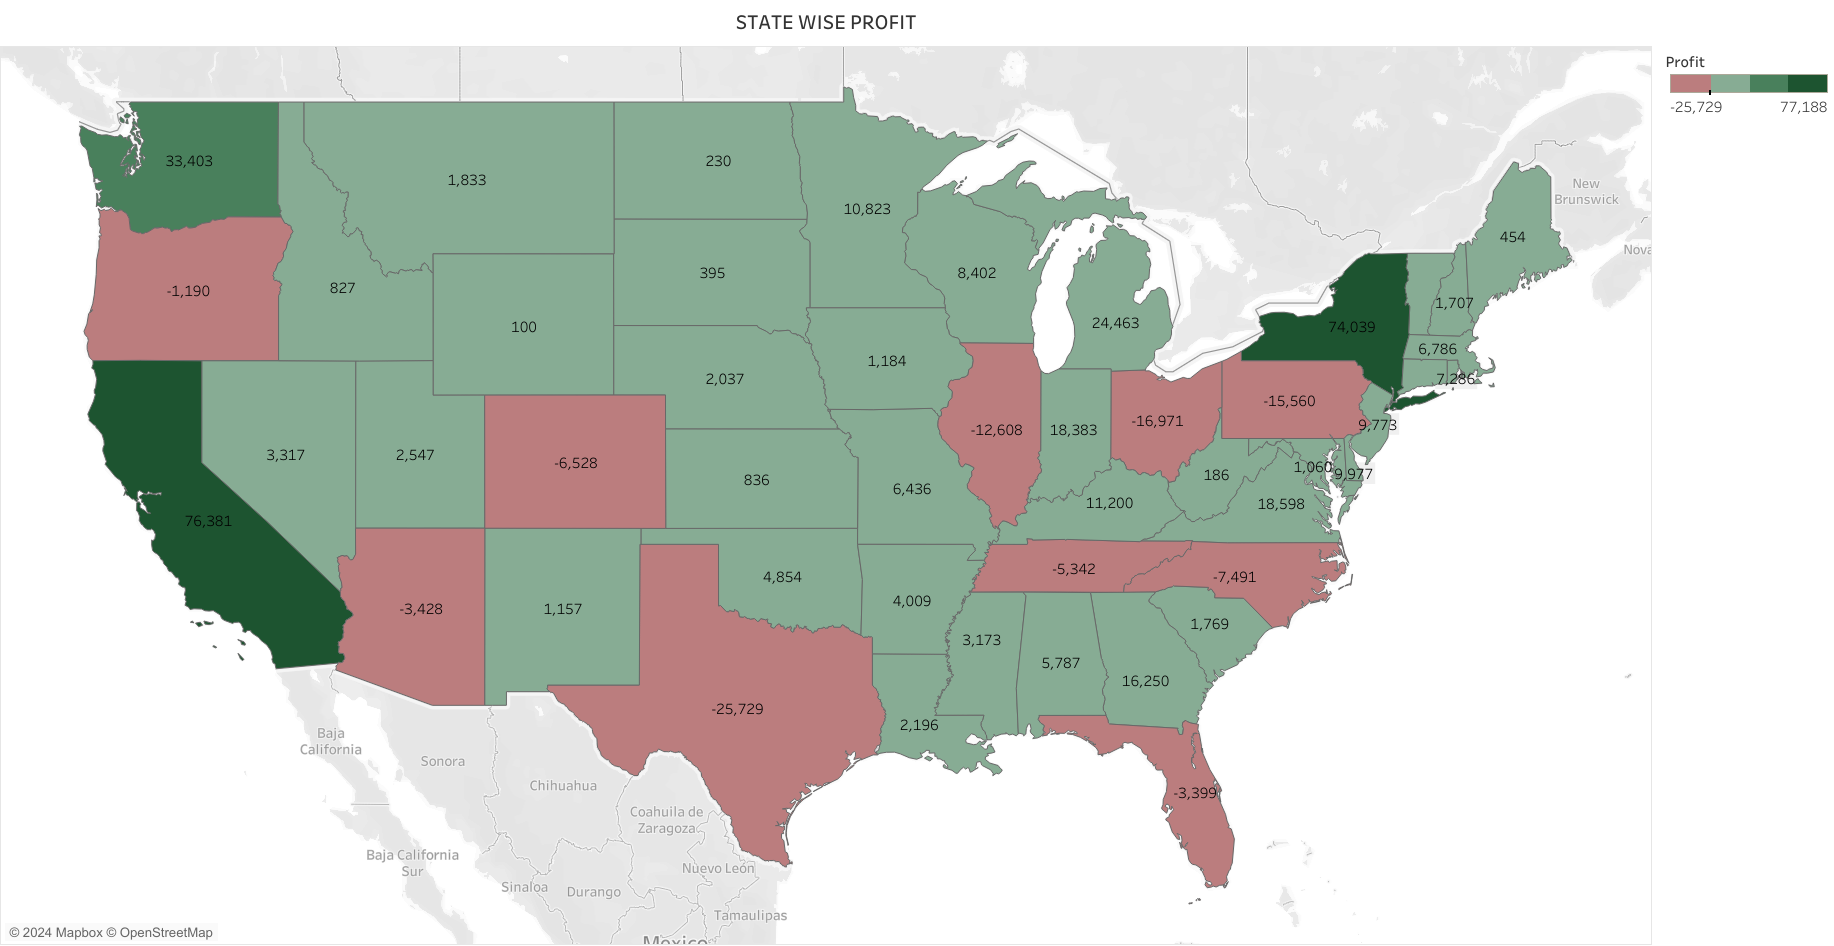 STATE WISE PROFIT
Profit
-25,729 77,188
33,403
1,833
230
10,823
New
Brunswick
Nova
454
-1,190
827
395
8,402
1,707
100
24,463
74,039
6,786
1,184
2,037
7,286
-15,560
-12,608
18,383
-16,971
9,773
3,317
2,547
-6,528
836
6,436
186
1,060
9,977
11,200
18,598
76,381
-5,342
-7,491
4,854
-3,428
1,157
4,009
3,173
1,769
5,787
16,250
-25,729
2,196
-3,399
Baja
California
Sonora
Chihuahua
Coahuila de
Zaragoza
Baja California
Sur
Nuevo León
Sinaloa
Durango
Tamaulipas
Mexico
© 2024 Mapbox © OpenStreetMap